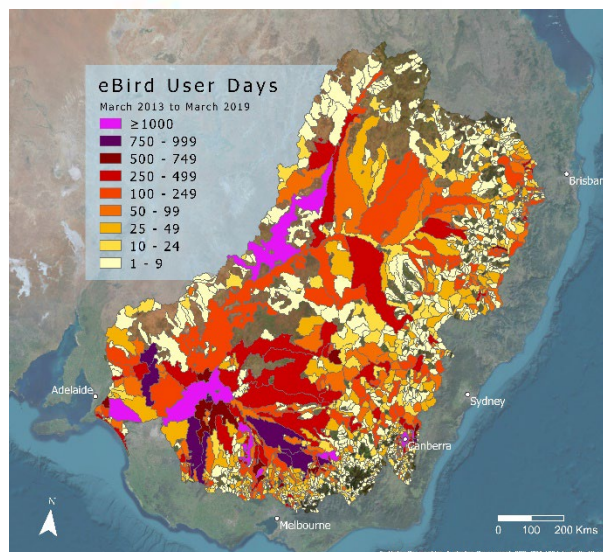 eBird User Days
March 2013 to March 2019
≥1000
750 - 999
500 - 749
250 - 499
100 - 249
50 - 99
25 - 49
10 - 24
1 - 9
Brisban
Adelaide
Sydney
Canberra
Melbourne
N
0
100
200 Kms